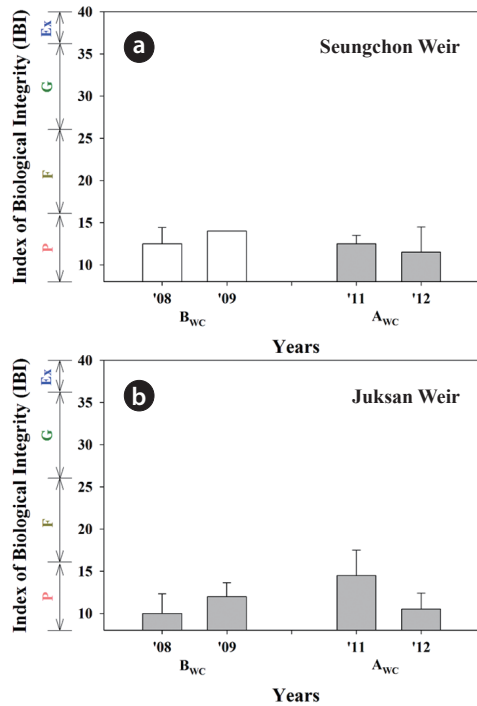 Index of Biological Integrity (IBI)
Ex
G
F
P
40
35
30
25
20
15
10
a
Seungchon Weir
'08 '09 '11 '12
BWC AWC
Years
Index of Biological Integrity (IBI)
Ex
G
F
P
40
35
30
25
20
15
10
b
Juksan Weir
'08 '09 '11 '12
BWC AWC
Years